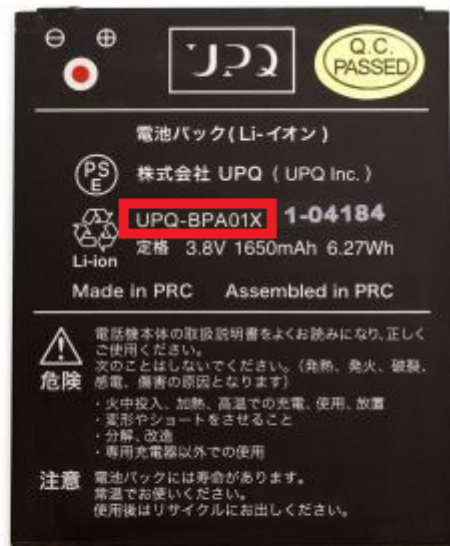 ⊖ ⊕
UPQ
Q.C.
PASSED
電池パック(Li-イオン)
PS
E
株式会社 UPQ ( UPQ Inc. )
UPQ-BPA01X 1-04184
Li-ion
定格 3.8V 1650mAh 6.27Wh
Made in PRC Assembled in PRC
危険
電話機本体の取扱説明書をよくお読みになり、正しく
ご使用ください。
次のことはしないでください。(発熱、発火、破裂、
感電、傷害の原因となります)
・火中投入、加熱、高温での充電、使用、放置
・変形やショートをさせること
・分解、改造
・専用充電器以外での使用
注意
電池パックには寿命があります。
常温でお使いください。
使用後はリサイクルにお出しください。